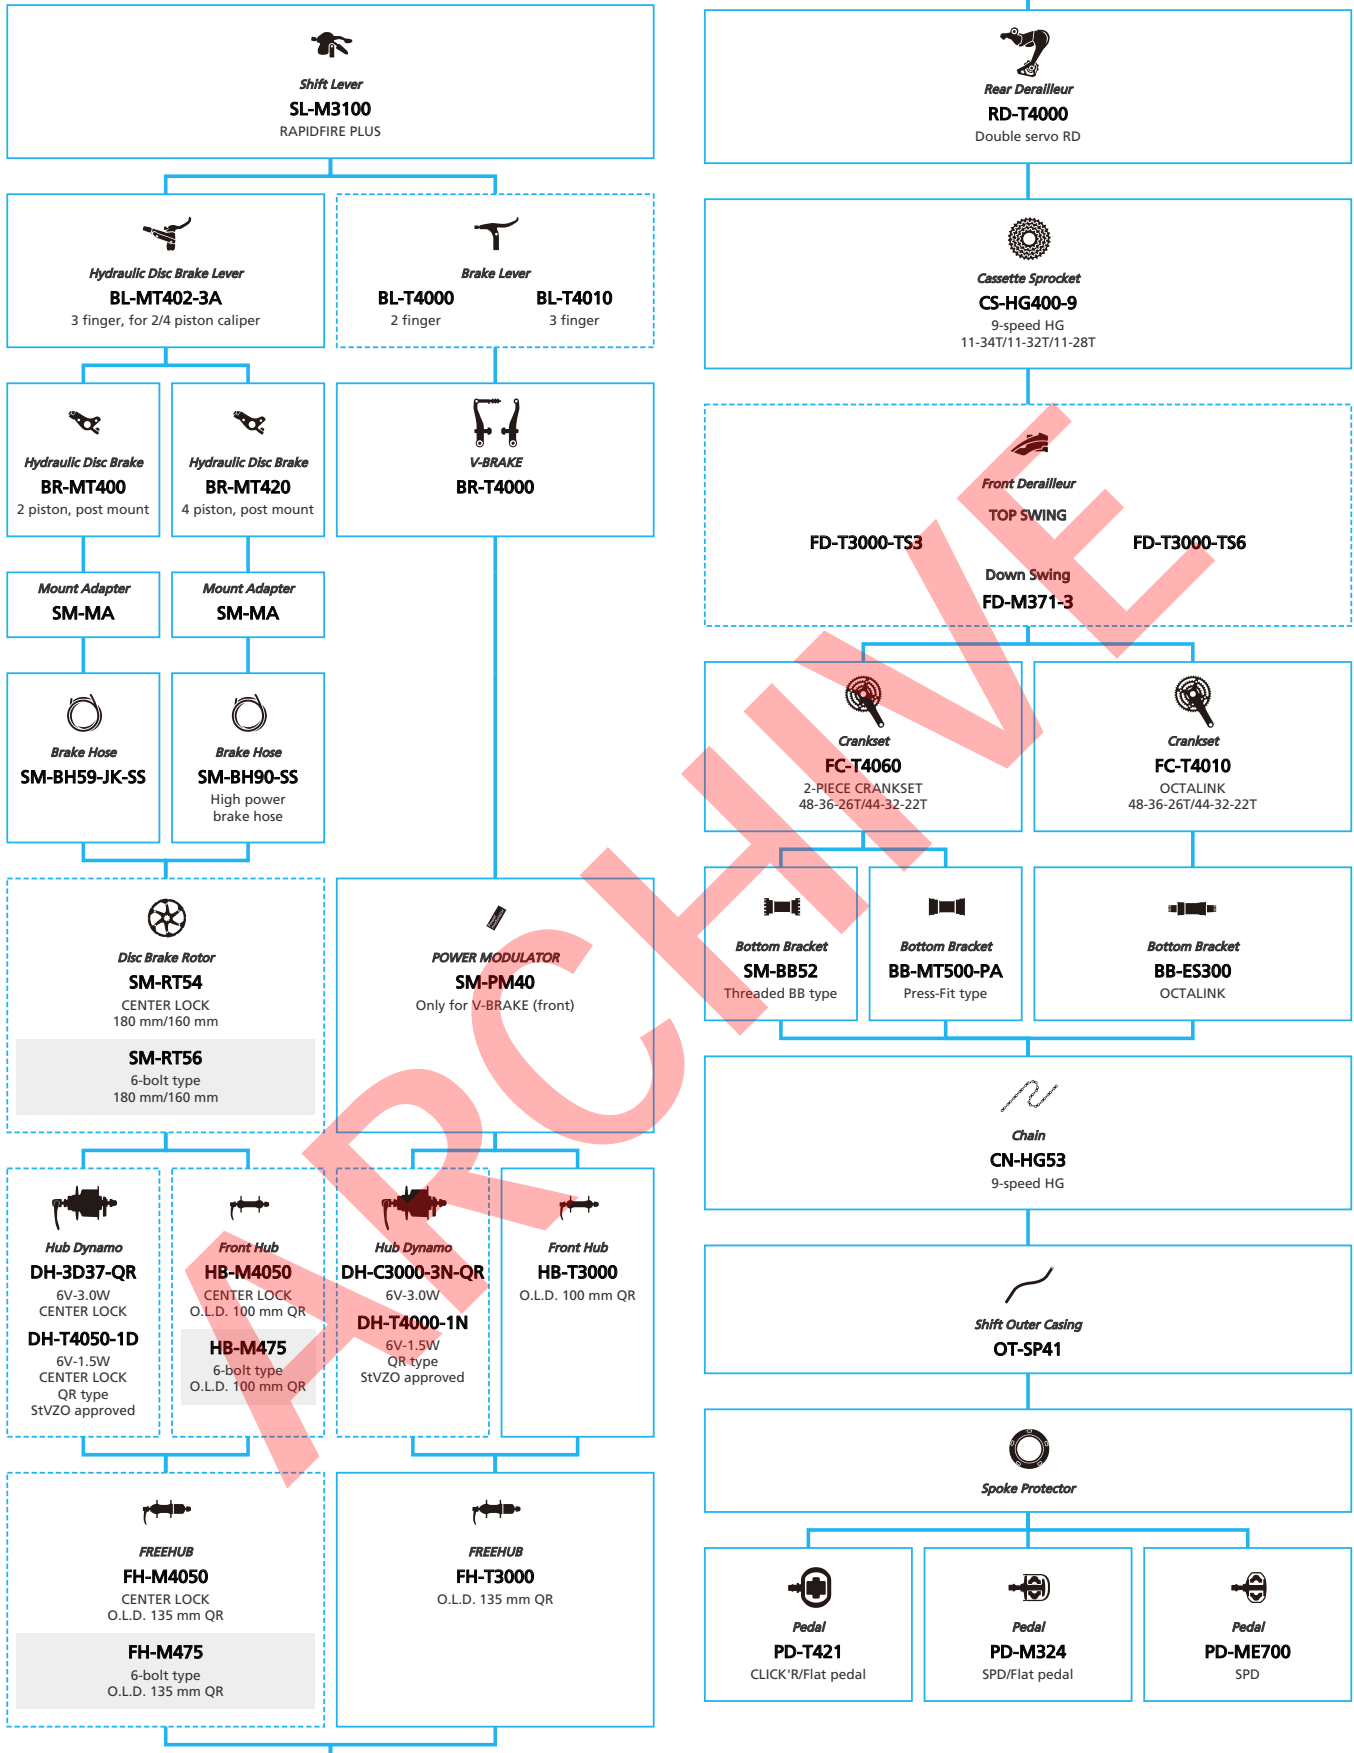 Shift Lever
SL-M3100
RAPIDFIRE PLUS
Hydraulic Disc Brake Lever
BL-MT402-3A
3 finger, for 2/4 piston caliper
Brake Lever
BL-T4000
2 finger
BL-T4010
3 finger
Hydraulic Disc Brake
BR-MT400
2 piston, post mount
Hydraulic Disc Brake
BR-MT420
4 piston, post mount
V-BRAKE
BR-T4000
Mount Adapter
SM-MA
Mount Adapter
SM-MA
Brake Hose
SM-BH59-JK-SS
Brake Hose
SM-BH90-SS
High power
brake hose
Disc Brake Rotor
SM-RT54
CENTER LOCK
180 mm/160 mm
SM-RT56
6-bolt type
180 mm/160 mm
POWER MODULATOR
SM-PM40
Only for V-BRAKE (front)
Hub Dynamo
DH-3D37-QR
6V-3.0W
CENTER LOCK
DH-T4050-1D
6V-1.5W
CENTER LOCK
QR type
StVZO approved
Front Hub
HB-M4050
CENTER LOCK
O.L.D. 100 mm QR
HB-M475
6-bolt type
O.L.D. 100 mm QR
Hub Dynamo
DH-C3000-3N-QR
6V-3.0W
DH-T4000-1N
6V-1.5W
QR type
StVZO approved
Front Hub
HB-T3000
O.L.D. 100 mm QR
FREEHUB
FH-M4050
CENTER LOCK
O.L.D. 135 mm QR
FH-M475
6-bolt type
O.L.D. 135 mm QR
FREEHUB
FH-T3000
O.L.D. 135 mm QR
Rear Derailleur
RD-T4000
Double servo RD
Cassette Sprocket
CS-HG400-9
9-speed HG
11-34T/11-32T/11-28T
Front Derailleur
TOP SWING
FD-T3000-TS3
FD-T3000-TS6
Down Swing
FD-M371-3
Crankset
FC-T4060
2-PIECE CRANKSET
48-36-26T/44-32-22T
Crankset
FC-T4010
OCTALINK
48-36-26T/44-32-22T
Bottom Bracket
SM-BB52
Threaded BB type
Bottom Bracket
BB-MT500-PA
Press-Fit type
Bottom Bracket
BB-ES300
OCTALINK
Chain
CN-HG53
9-speed HG
Shift Outer Casing
OT-SP41
Spoke Protector
Pedal
PD-T421
CLICK'R/Flat pedal
Pedal
PD-M324
SPD/Flat pedal
Pedal
PD-ME700
SPD
ARCHIVE